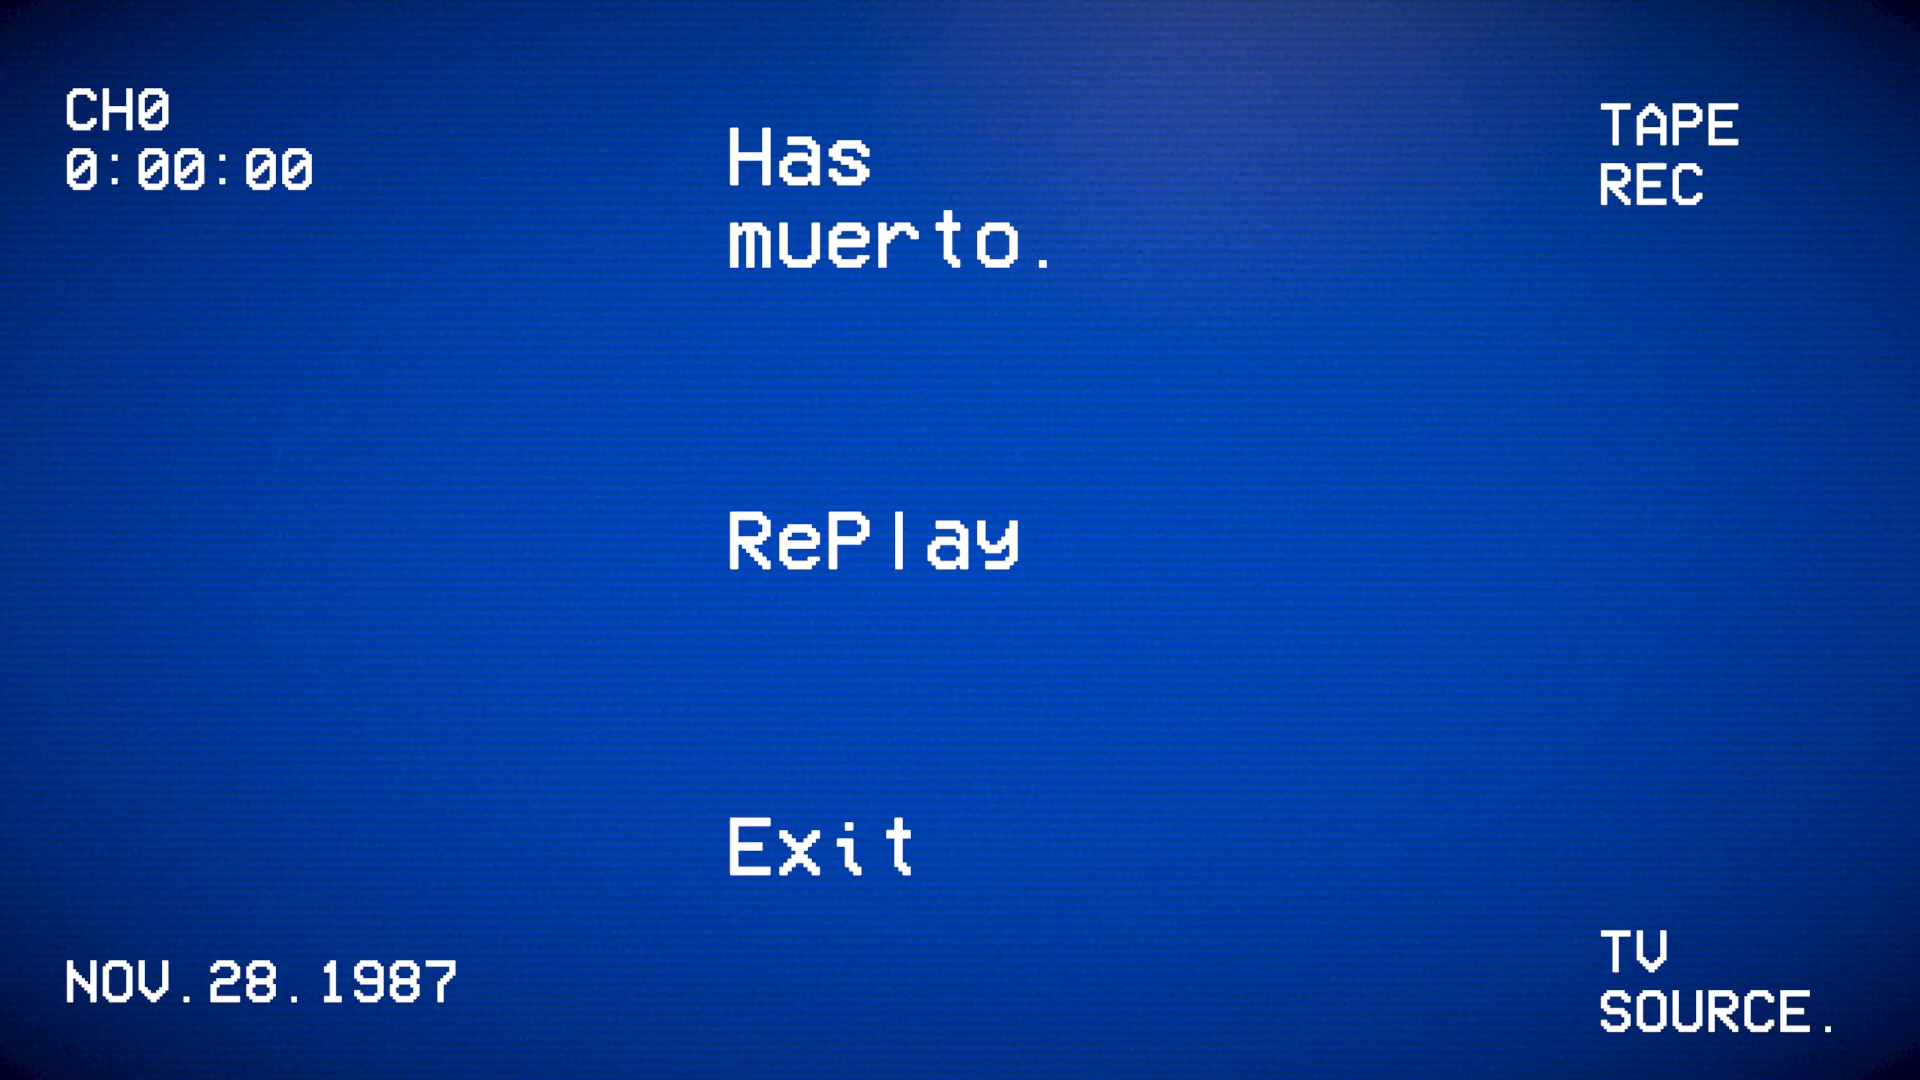 CH0
0:00:00
TAPE
REC
Has
muerto.
RePlay
Exit
NOV.28.1987
TV
SOURCE.